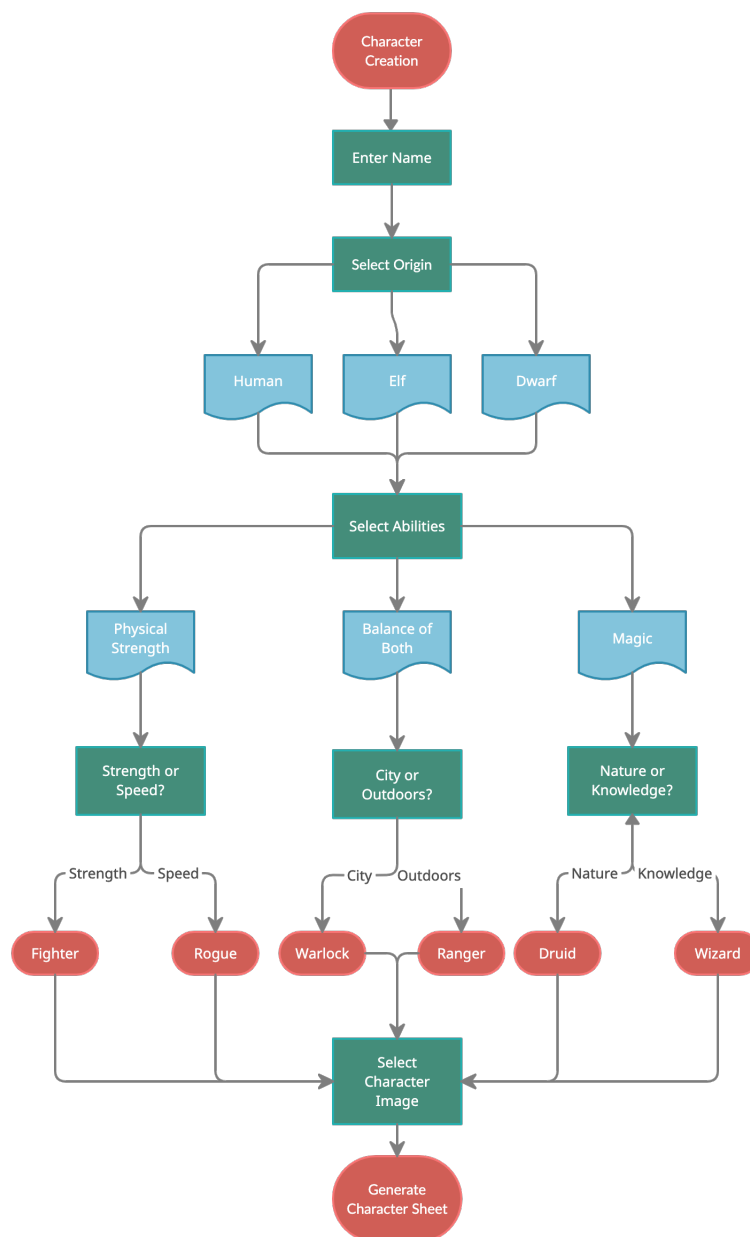 Character
Creation
Enter Name
Select Origin
Human
Elf
Dwarf
Select Abilities
Physical
Strength
Balance of
Both
Magic
Strength or
Speed?
City or
Outdoors?
Nature or
Knowledge?
Strength
Speed
City
Outdoors
Nature
Knowledge
Fighter
Rogue
Warlock
Ranger
Druid
Wizard
Select
Character
Image
Generate
Character Sheet